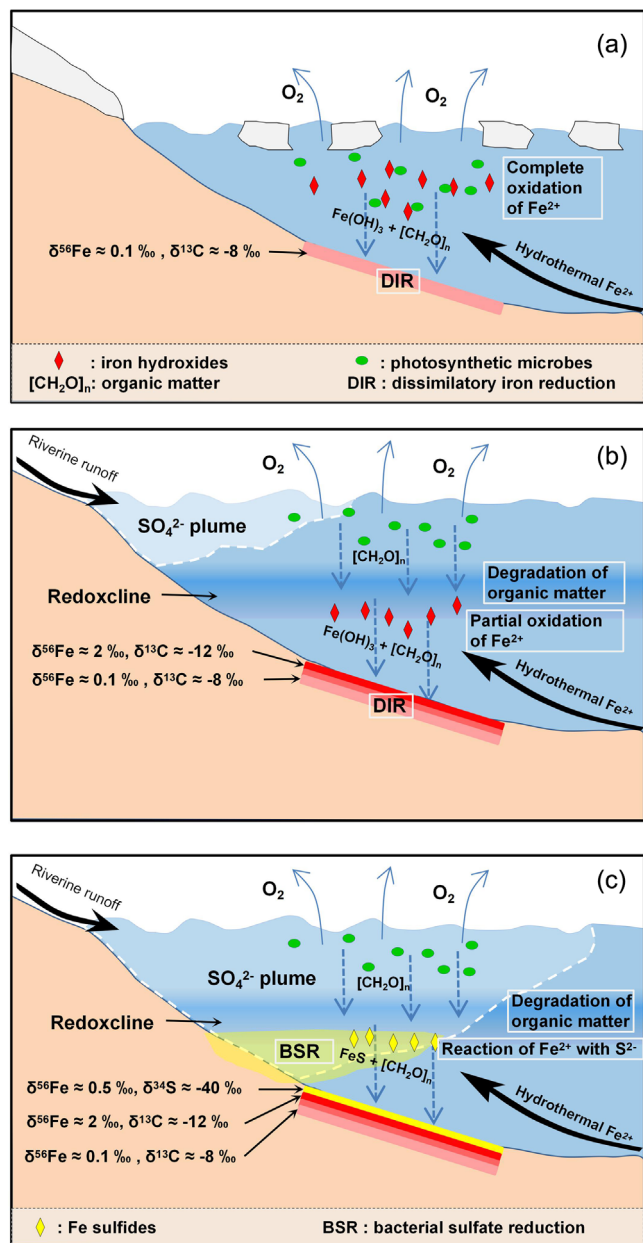 (a)
O₂
O₂
Complete
oxidation
of Fe²⁺
Fe(OH)₃ + [CH₂O]ₙ
Hydrothermal Fe²⁺
δ⁵⁶Fe ≈ 0.1 ‰ , δ¹³C ≈ -8 ‰
DIR
: iron hydroxides
: photosynthetic microbes
[CH₂O]ₙ: organic matter
DIR : dissimilatory iron reduction
(b)
Riverine runoff
O₂
O₂
SO₄²⁻ plume
[CH₂O]ₙ
Degradation of
organic matter
Redoxcline
Partial oxidation
of Fe²⁺
Fe(OH)₃ + [CH₂O]ₙ
δ⁵⁶Fe ≈ 2 ‰, δ¹³C ≈ -12 ‰
δ⁵⁶Fe ≈ 0.1 ‰ , δ¹³C ≈ -8 ‰
Hydrothermal Fe²⁺
DIR
(c)
Riverine runoff
O₂
O₂
SO₄²⁻ plume
[CH₂O]ₙ
Degradation of
organic matter
Redoxcline
BSR
Reaction of Fe²⁺ with S²⁻
FeS + [CH₂O]ₙ
δ⁵⁶Fe ≈ 0.5 ‰, δ³⁴S ≈ -40 ‰
δ⁵⁶Fe ≈ 2 ‰, δ¹³C ≈ -12 ‰
δ⁵⁶Fe ≈ 0.1 ‰ , δ¹³C ≈ -8 ‰
Hydrothermal Fe²⁺
: Fe sulfides
BSR : bacterial sulfate reduction